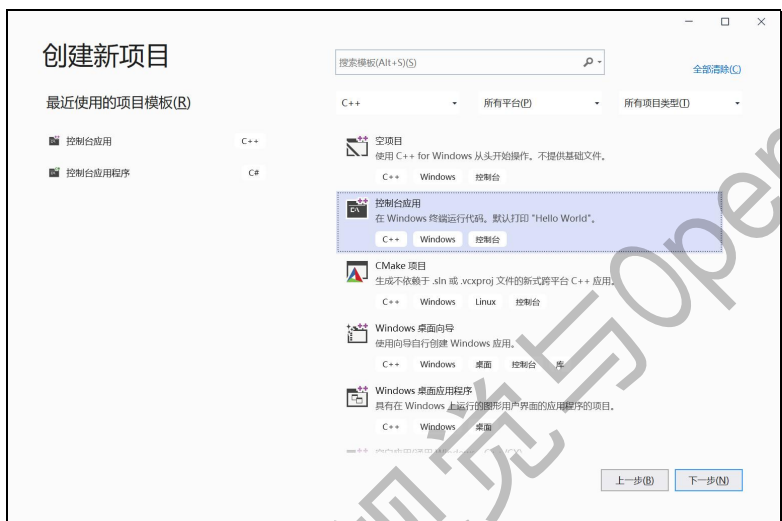 创建新项目
搜索模板(Alt+S)(S)
全部清除(C)
最近使用的项目模板(R)
C++
所有平台(P)
所有项目类型(T)
控制台应用
C++
控制台应用程序
C#
空项目
使用 C++ for Windows 从头开始操作。不提供基础文件。
C++ Windows 控制台
控制台应用
在 Windows 终端运行代码。默认打印 "Hello World"。
C++ Windows 控制台
CMake 项目
生成不依赖于 .sln 或 .vcxproj 文件的新式跨平台 C++ 应用。
C++ Windows Linux 控制台
Windows 桌面向导
使用向导自行创建 Windows 应用。
C++ Windows 桌面 控制台 库
Windows 桌面应用程序
具有在 Windows 上运行的图形用户界面的应用程序的项目。
C++ Windows 桌面
上一步(B)
下一步(N)
视觉与Open